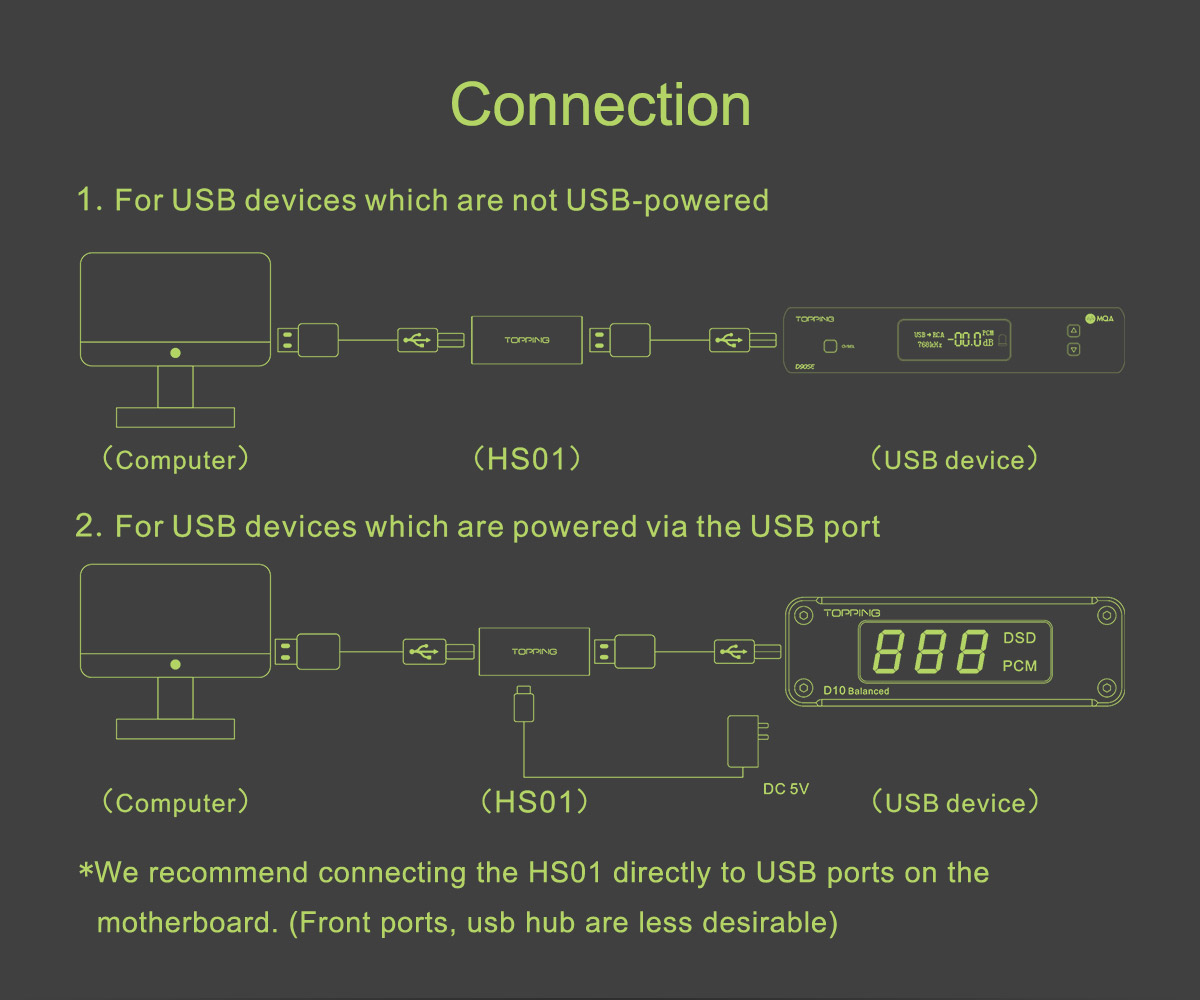 Connection
1. For USB devices which are not USB-powered
TOPPING
TOPPING
USB→RCA
768kHz
-00.0
PCM
dB
MQA
D90SE
（Computer）
（HS01）
（USB device）
2. For USB devices which are powered via the USB port
TOPPING
TOPPING
888
DSD
PCM
D10 Balanced
DC 5V
（Computer）
（HS01）
（USB device）
*We recommend connecting the HS01 directly to USB ports on the
motherboard. (Front ports, usb hub are less desirable)